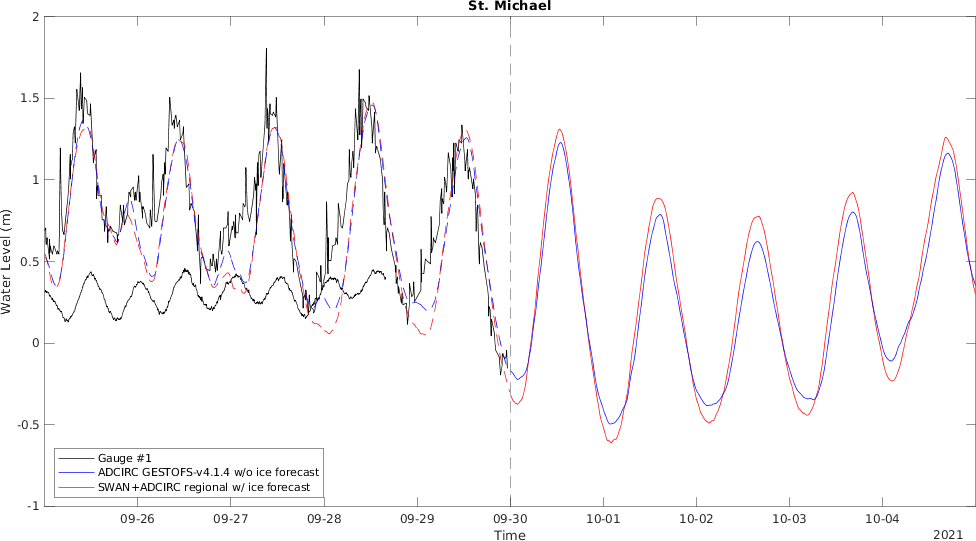 St. Michael
2
1.5
1
0.5
0
-0.5
-1
Water Level (m)
Gauge #1
ADCIRC GESTOFS-v4.1.4 w/o ice forecast
SWAN+ADCIRC regional w/ ice forecast
09-26 09-27 09-28 09-29 09-30 10-01 10-02 10-03 10-04
Time
2021